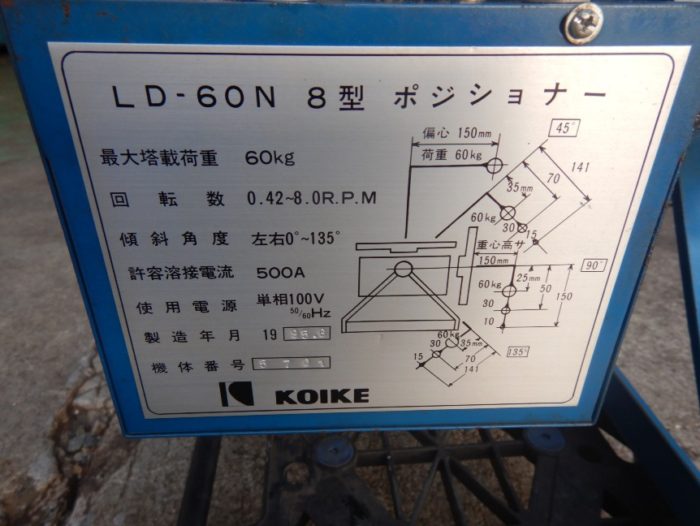 LD-60N 8型 ポジショナー
最大塔載荷重 60kg
回転数 0.42~8.0R.P.M
傾斜角度 左右0°~135°
許容溶接電流 500A
使用電源 単相100V
50/60Hz
製造年月 19
機体番号
KOIKE
偏心 150mm
荷重 60kg
45°
141
70
35mm
60kg
30
15
重心高サ
150mm
90°
25mm
50
150
60kg
30
10
60kg
30
15
35mm
70
141
135°